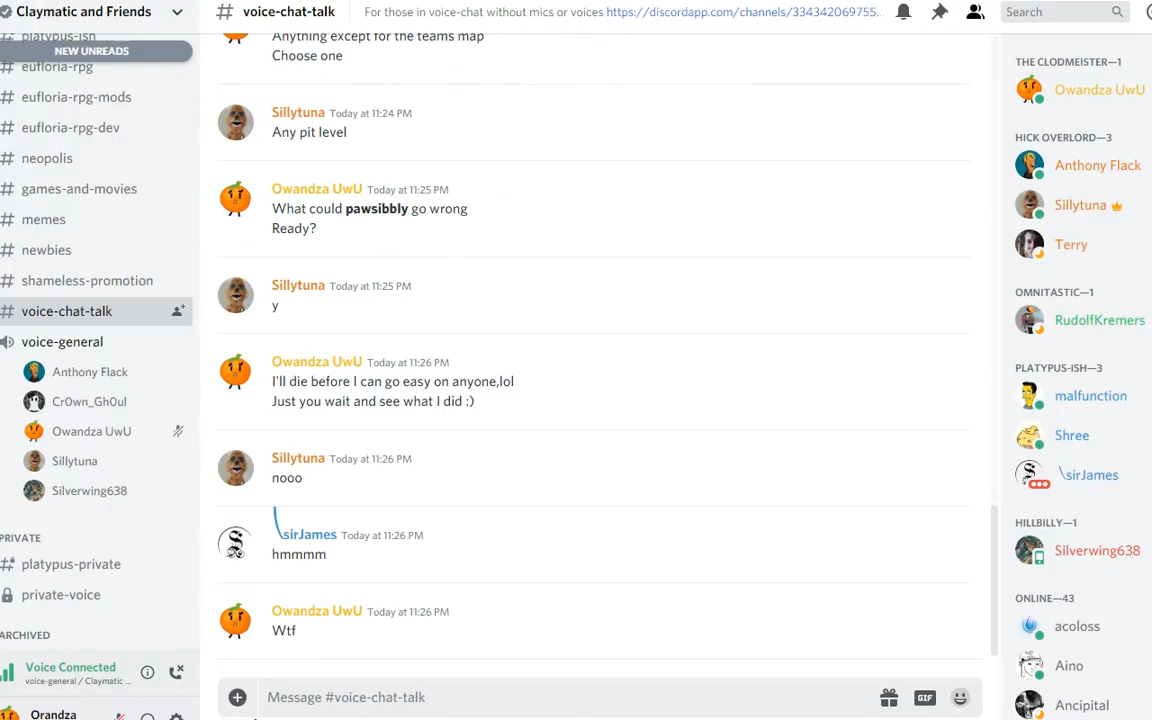 Claymatic and Friends
platypus-ish
NEW UNREADS
eufloria-rpg
eufloria-rpg-mods
eufloria-rpg-dev
neopolis
games-and-movies
memes
newbies
shameless-promotion
voice-chat-talk
voice-general
Anthony Flack
Cr0wn_Gh0ul
Owandza UwU
Sillytuna
Silverwing638
PRIVATE
platypus-private
private-voice
ARCHIVED
Voice Connected
voice-general / Claymatic ...
Orandza
# voice-chat-talk
For those in voice-chat without mics or voices https://discordapp.com/channels/334342069755...
Search
Anything except for the teams map
Choose one
Sillytuna Today at 11:24 PM
Any pit level
Owandza UwU Today at 11:25 PM
What could pawsibbly go wrong
Ready?
Sillytuna Today at 11:25 PM
y
Owandza UwU Today at 11:26 PM
I'll die before I can go easy on anyone,lol
Just you wait and see what I did :)
Sillytuna Today at 11:26 PM
nooo
\sirJames Today at 11:26 PM
hmmmm
Owandza UwU Today at 11:26 PM
Wtf
Message #voice-chat-talk
GIF
THE CLODMEISTER—1
Owandza UwU
HICK OVERLORD—3
Anthony Flack
Sillytuna
Terry
OMNITASTIC—1
RudolfKremers
PLATYPUS-ISH—3
malfunction
Shree
\sirJames
HILLBILLY—1
Silverwing638
ONLINE—43
acoloss
Aino
Ancipital